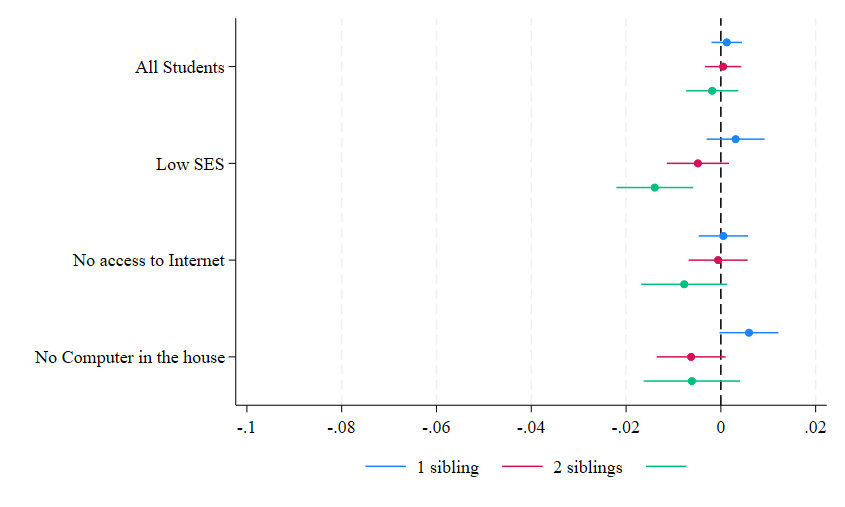 All Students
Low SES
No access to Internet
No Computer in the house
-.1 -.08 -.06 -.04 -.02 0 .02
1 sibling 2 siblings